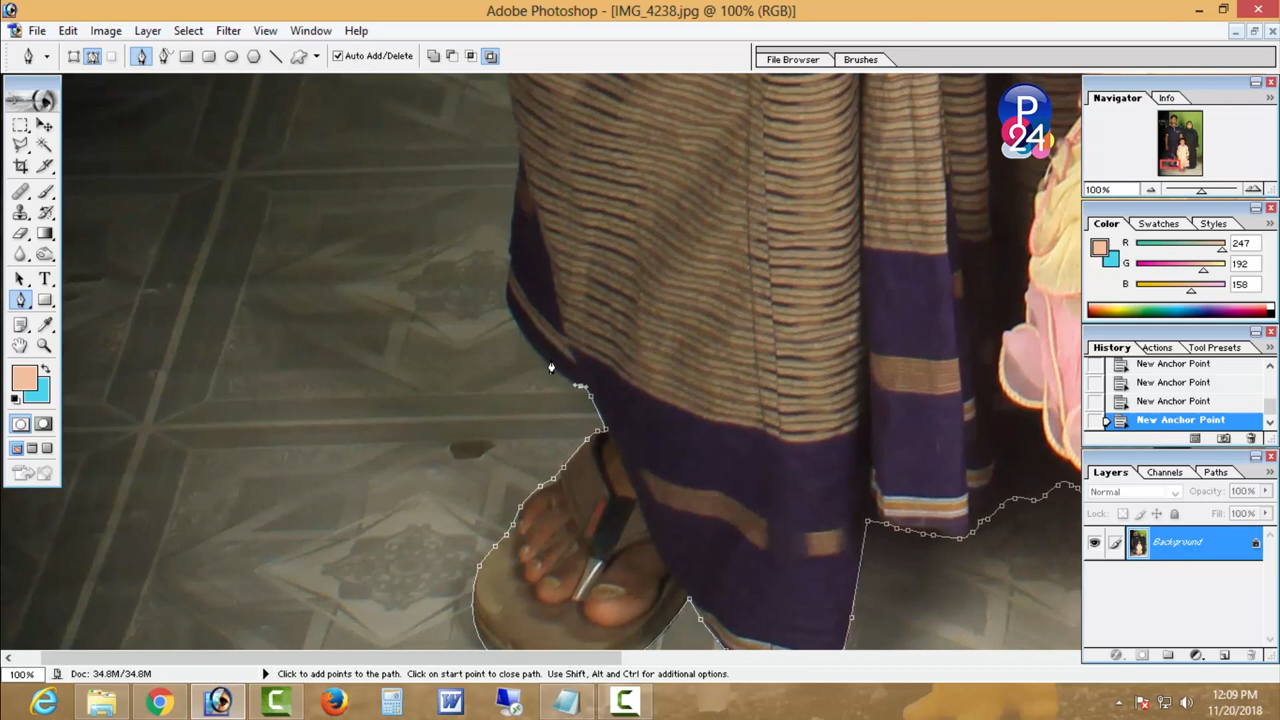 Adobe Photoshop - [IMG_4238.jpg @ 100% (RGB)]
File Edit Image Layer Select Filter View Window Help
Auto Add/Delete
File Browser Brushes
P
24
Navigator Info
100%
Color Swatches Styles
R 247
G 192
B 158
History Actions Tool Presets
New Anchor Point
New Anchor Point
New Anchor Point
New Anchor Point
Layers Channels Paths
Normal Opacity: 100%
Lock: Fill: 100%
Background
100% Doc: 34.8M/34.8M Click to add points to the path. Click on start point to close path. Use Shift, Alt and Ctrl for additional options.
12:09 PM
11/20/2018